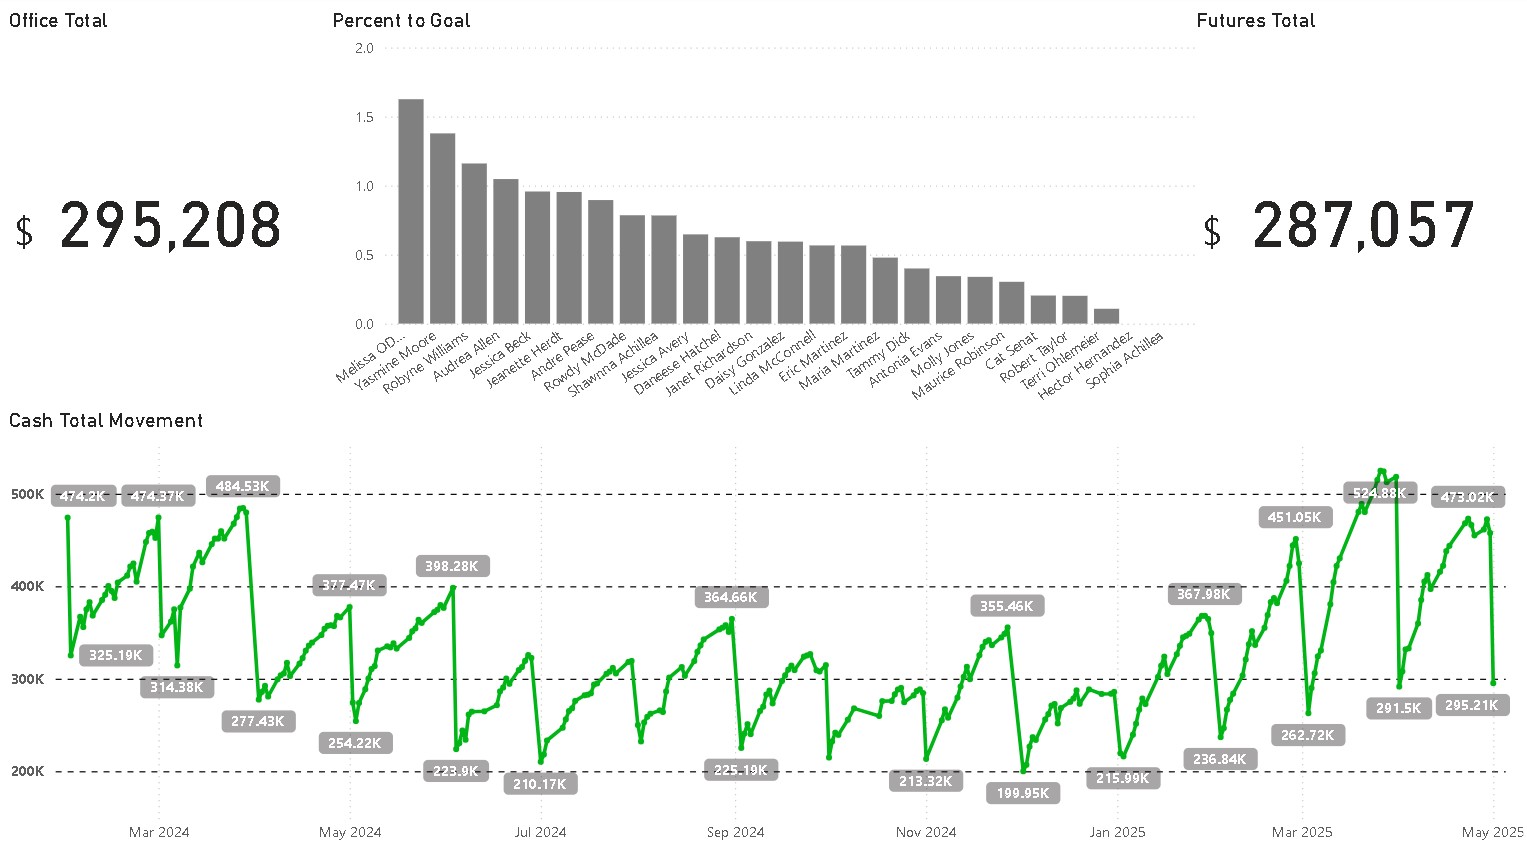 Office Total
$ 295,208
Percent to Goal
2.0
1.5
1.0
0.5
0.0
Melissa OD...
Yasmine Moore
Robyne Williams
Audrea Allen
Jessica Beck
Jeanette Herdt
Andre Pease
Rowdy McDade
Shawnna Achillea
Jessica Avery
Daneese Hatchel
Janet Richardson
Daisy Gonzalez
Linda McConnell
Eric Martinez
Maria Martinez
Tammy Dick
Antonia Evans
Molly Jones
Maurice Robinson
Cat Senat
Robert Taylor
Terri Ohlemeier
Hector Hernandez
Sophia Achillea
Futures Total
$ 287,057
Cash Total Movement
500K
400K
300K
200K
474.2K
325.19K
474.37K
314.38K
484.53K
277.43K
377.47K
254.22K
398.28K
223.9K
210.17K
364.66K
225.19K
213.32K
355.46K
199.95K
215.99K
367.98K
236.84K
451.05K
262.72K
524.88K
291.5K
473.02K
295.21K
Mar 2024
May 2024
Jul 2024
Sep 2024
Nov 2024
Jan 2025
Mar 2025
May 2025